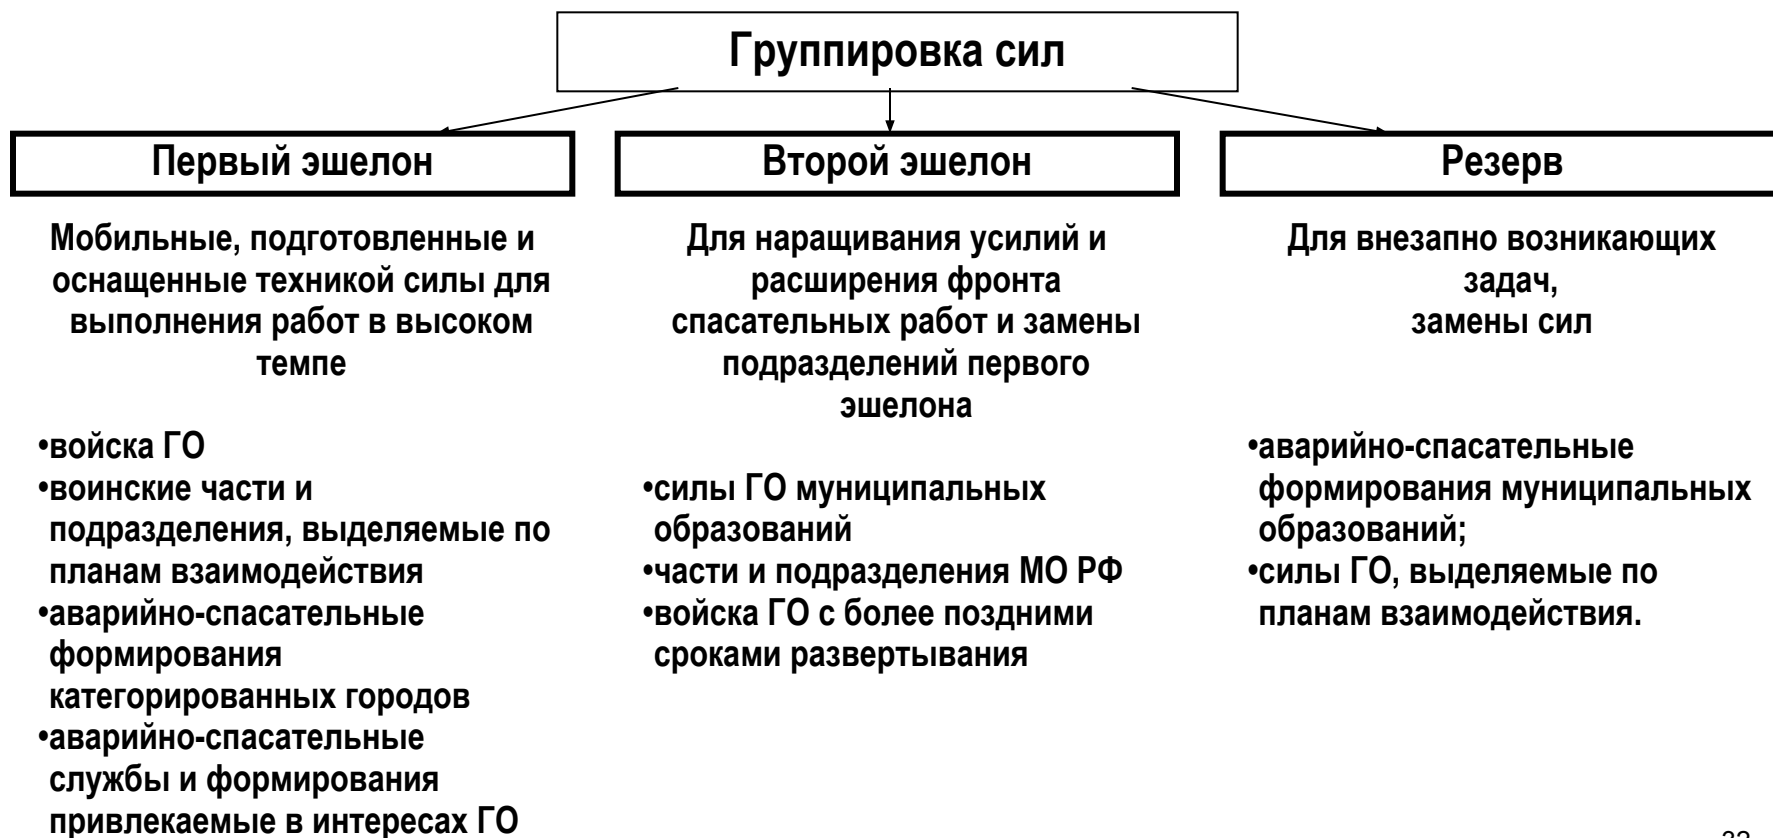 Группировка сил
Первый эшелон
Мобильные, подготовленные и
оснащенные техникой силы для
выполнения работ в высоком
темпе
•войска ГО
•воинские части и
подразделения, выделяемые по
планам взаимодействия
•аварийно-спасательные
формирования
категорированных городов
•аварийно-спасательные
службы и формирования
привлекаемые в интересах ГО
Второй эшелон
Для наращивания усилий и
расширения фронта
спасательных работ и замены
подразделений первого
эшелона
•силы ГО муниципальных
образований
•части и подразделения МО РФ
•войска ГО с более поздними
сроками развертывания
Резерв
Для внезапно возникающих
задач,
замены сил
•аварийно-спасательные
формирования муниципальных
образований;
•силы ГО, выделяемые по
планам взаимодействия.
32